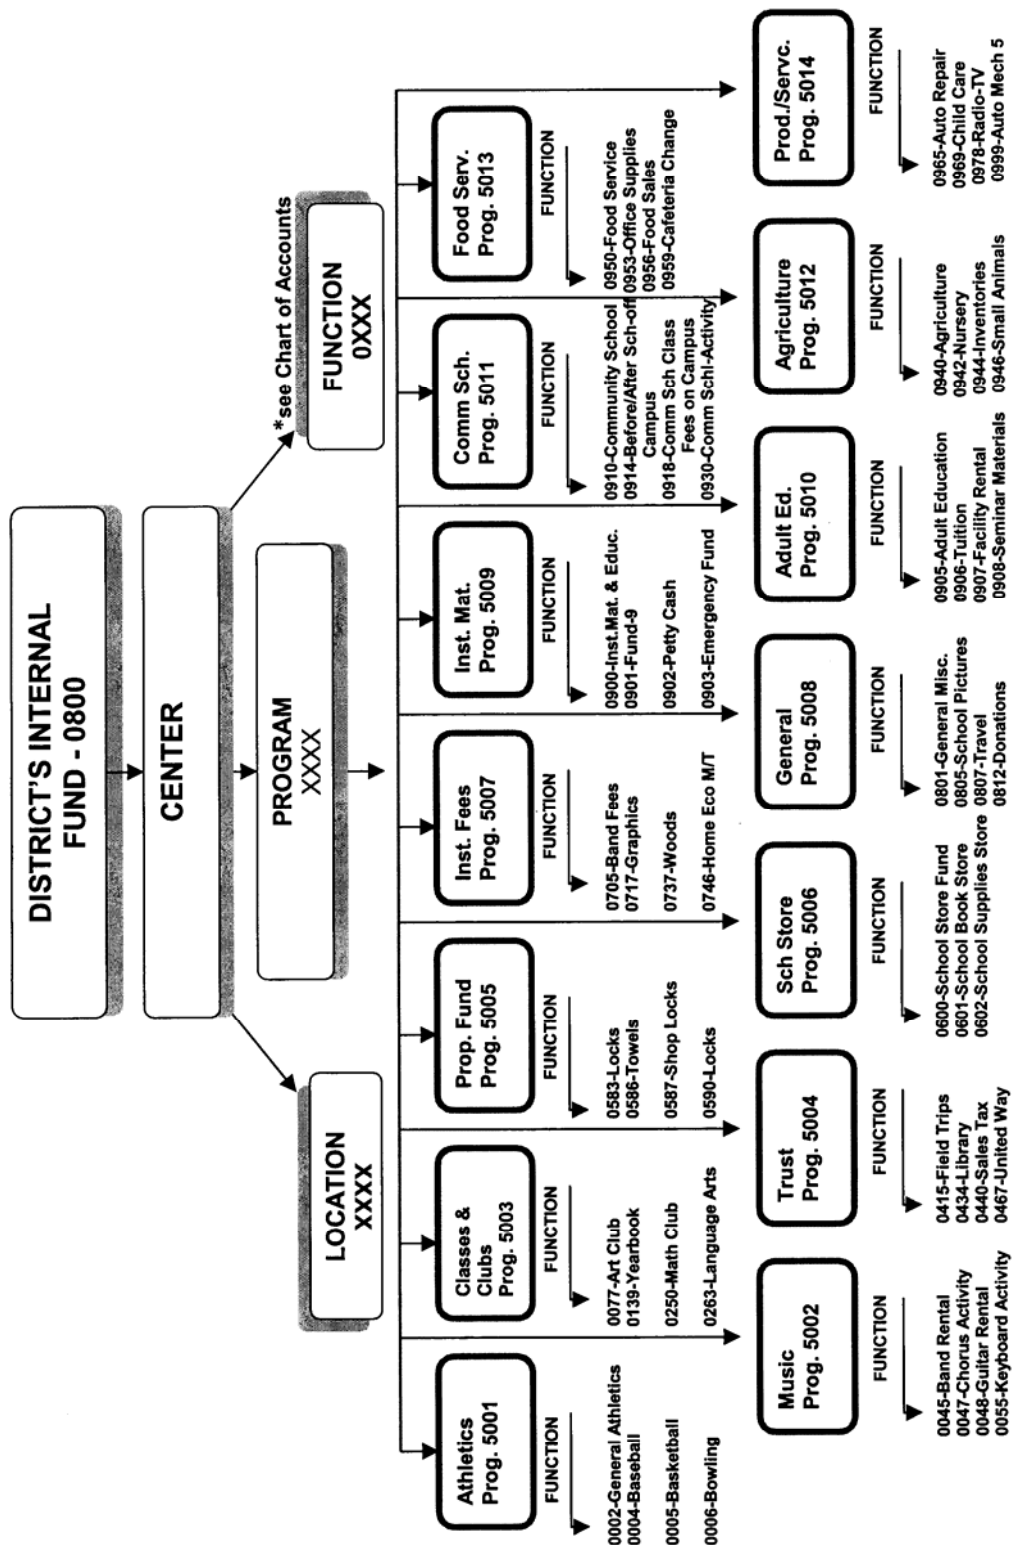 DISTRICT'S INTERNAL
FUND - 0800
CENTER
*see Chart of Accounts
LOCATION
XXXX
PROGRAM
XXXX
FUNCTION
0XXX
Athletics
Prog. 5001
FUNCTION
0002-General Athletics
0004-Baseball
0005-Basketball
0006-Bowling
Classes &
Clubs
Prog. 5003
FUNCTION
0077-Art Club
0139-Yearbook
0250-Math Club
0263-Language Arts
Prop. Fund
Prog. 5005
FUNCTION
0583-Locks
0586-Towels
0587-Shop Locks
0590-Locks
Inst. Fees
Prog. 5007
FUNCTION
0705-Band Fees
0717-Graphics
0737-Woods
0746-Home Eco M/T
Inst. Mat.
Prog. 5009
FUNCTION
0900-Inst.Mat. & Educ.
0901-Fund-9
0902-Petty Cash
0903-Emergency Fund
Comm Sch.
Prog. 5011
FUNCTION
0910-Community School
0914-Before/After Sch-off
Campus
0918-Comm Sch Class
Fees on Campus
0930-Comm Schl-Activity
Food Serv.
Prog. 5013
FUNCTION
0950-Food Service
0953-Office Supplies
0956-Food Sales
0959-Cafeteria Change
Music
Prog. 5002
FUNCTION
0045-Band Rental
0047-Chorus Activity
0048-Guitar Rental
0055-Keyboard Activity
Trust
Prog. 5004
FUNCTION
0415-Field Trips
0434-Library
0440-Sales Tax
0467-United Way
Sch Store
Prog. 5006
FUNCTION
0600-School Store Fund
0601-School Book Store
0602-School Supplies Store
General
Prog. 5008
FUNCTION
0801-General Misc.
0805-School Pictures
0807-Travel
0812-Donations
Adult Ed.
Prog. 5010
FUNCTION
0905-Adult Education
0906-Tuition
0907-Facility Rental
0908-Seminar Materials
Agriculture
Prog. 5012
FUNCTION
0940-Agriculture
0942-Nursery
0944-Inventories
0946-Small Animals
Prod./Servc.
Prog. 5014
FUNCTION
0965-Auto Repair
0969-Child Care
0978-Radio-TV
0999-Auto Mech 5